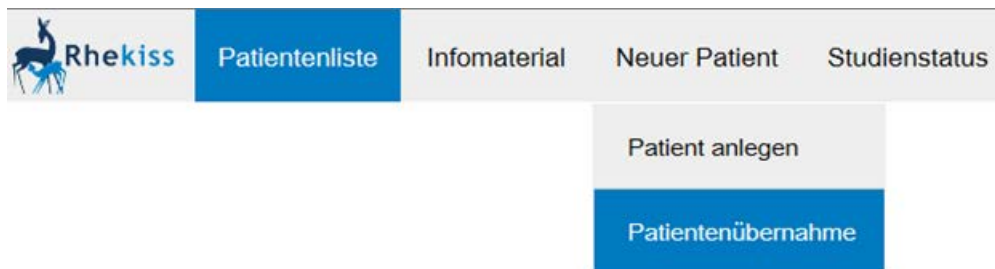 Rhekiss Patientenliste Infomaterial Neuer Patient Studienstatus
Patient anlegen
Patientenübernahme